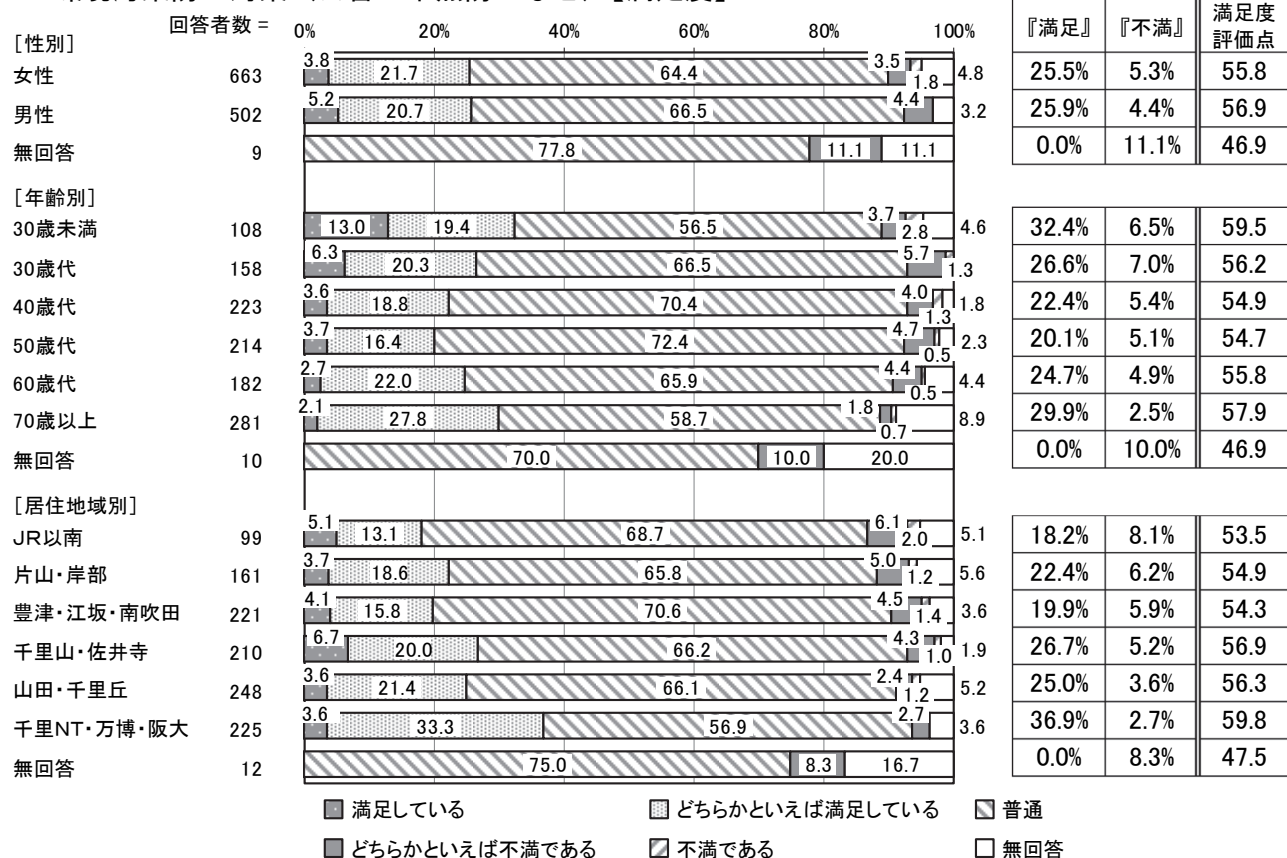 回答者数 =
0% 20% 40% 60% 80% 100%
『満足』 『不満』 満足度評価点
[性別]
女性 663 3.8 21.7 64.4 3.5 1.8 4.8 25.5% 5.3% 55.8
男性 502 5.2 20.7 66.5 4.4 3.2 25.9% 4.4% 56.9
無回答 9 77.8 11.1 11.1 0.0% 11.1% 46.9
[年齢別]
30歳未満 108 13.0 19.4 56.5 3.7 2.8 4.6 32.4% 6.5% 59.5
30歳代 158 6.3 20.3 66.5 5.7 1.3 26.6% 7.0% 56.2
40歳代 223 3.6 18.8 70.4 4.0 1.3 1.8 22.4% 5.4% 54.9
50歳代 214 3.7 16.4 72.4 4.7 0.5 2.3 20.1% 5.1% 54.7
60歳代 182 2.7 22.0 65.9 4.4 0.5 4.4 24.7% 4.9% 55.8
70歳以上 281 2.1 27.8 58.7 1.8 0.7 8.9 29.9% 2.5% 57.9
無回答 10 70.0 10.0 20.0 0.0% 10.0% 46.9
[居住地域別]
JR以南 99 5.1 13.1 68.7 6.1 2.0 5.1 18.2% 8.1% 53.5
片山・岸部 161 3.7 18.6 65.8 5.0 1.2 5.6 22.4% 6.2% 54.9
豊津・江坂・南吹田 221 4.1 15.8 70.6 4.5 1.4 3.6 19.9% 5.9% 54.3
千里山・佐井寺 210 6.7 20.0 66.2 4.3 1.0 1.9 26.7% 5.2% 56.9
山田・千里丘 248 3.6 21.4 66.1 2.4 1.2 5.2 25.0% 3.6% 56.3
千里NT・万博・阪大 225 3.6 33.3 56.9 2.7 3.6 36.9% 2.7% 59.8
無回答 12 75.0 8.3 16.7 0.0% 8.3% 47.5
満足している どちらかといえば満足している 普通
どちらかといえば不満である 不満である 無回答